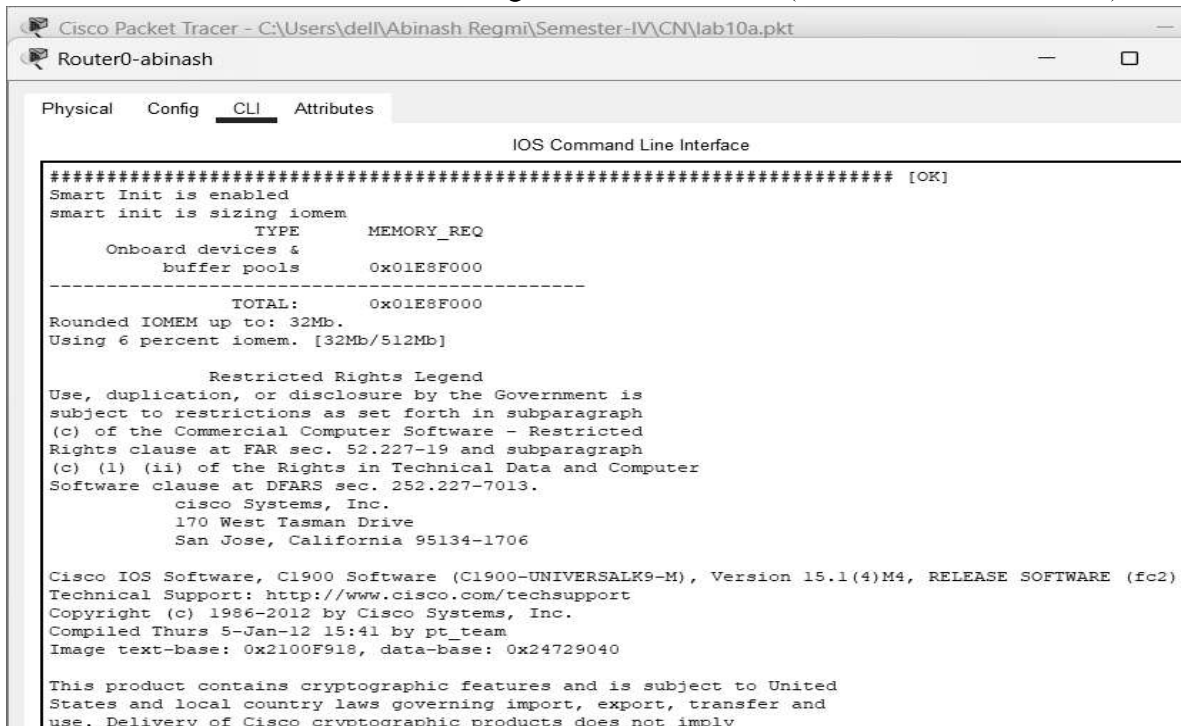 Cisco Packet Tracer - C:\Users\dell\Abinash Regmi\Semester-IV\CN\lab10a.pkt
Router0-abinash
Physical Config CLI Attributes
IOS Command Line Interface
########################################################################## [OK]
Smart Init is enabled
smart init is sizing iomem
TYPE MEMORY_REQ
Onboard devices &
buffer pools 0x01E8F000
-----------------------------------------------
TOTAL: 0x01E8F000
Rounded IOMEM up to: 32Mb.
Using 6 percent iomem. [32Mb/512Mb]
Restricted Rights Legend
Use, duplication, or disclosure by the Government is
subject to restrictions as set forth in subparagraph
(c) of the Commercial Computer Software - Restricted
Rights clause at FAR sec. 52.227-19 and subparagraph
(c) (1) (ii) of the Rights in Technical Data and Computer
Software clause at DFARS sec. 252.227-7013.
cisco Systems, Inc.
170 West Tasman Drive
San Jose, California 95134-1706
Cisco IOS Software, C1900 Software (C1900-UNIVERSALK9-M), Version 15.1(4)M4, RELEASE SOFTWARE (fc2)
Technical Support: http://www.cisco.com/techsupport
Copyright (c) 1986-2012 by Cisco Systems, Inc.
Compiled Thurs 5-Jan-12 15:41 by pt_team
Image text-base: 0x2100F918, data-base: 0x24729040
This product contains cryptographic features and is subject to United
States and local country laws governing import, export, transfer and
use. Delivery of Cisco cryptographic products does not imply